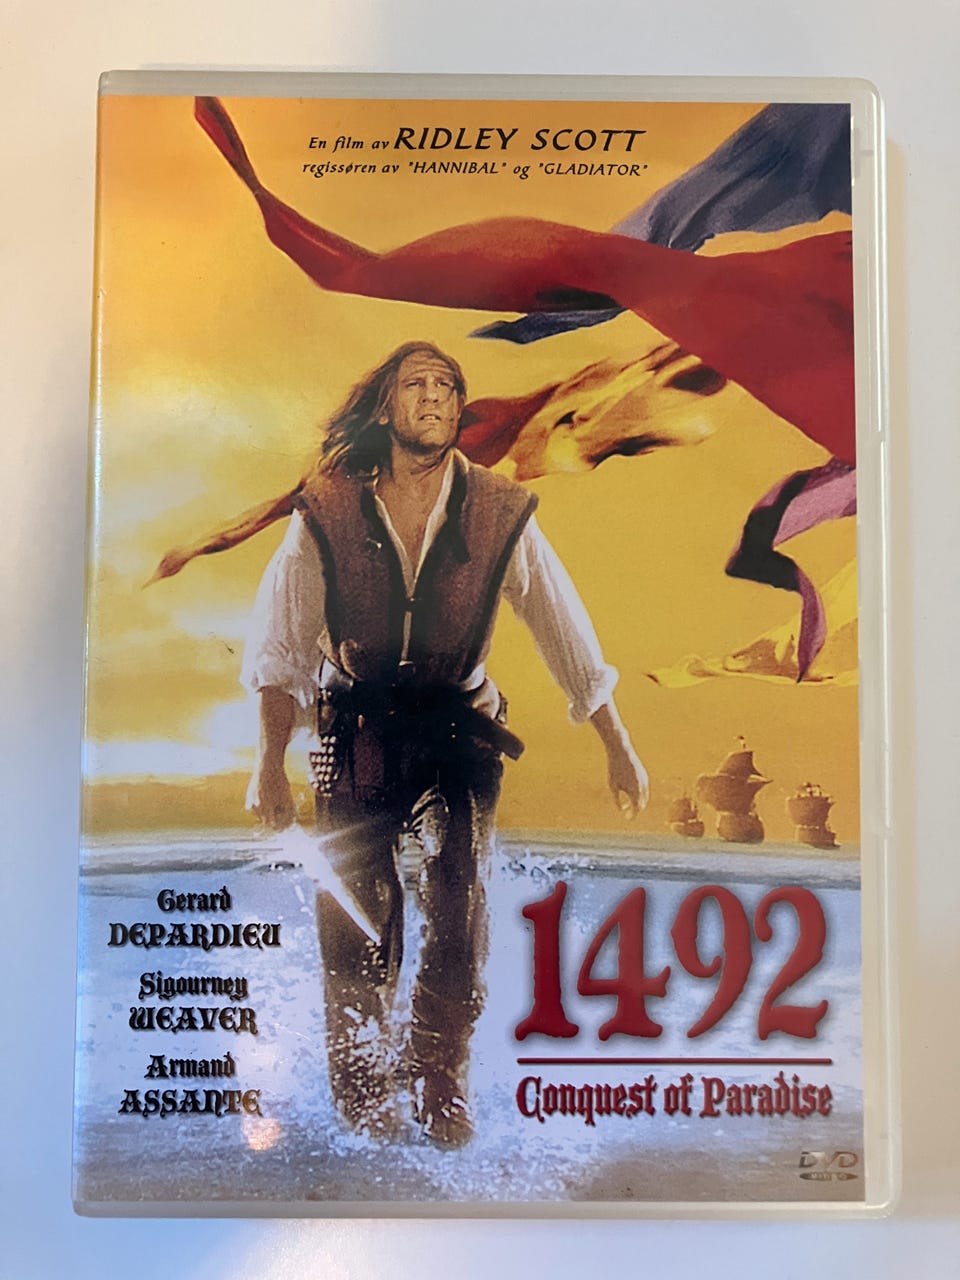 En film av RIDLEY SCOTT
regissøren av "HANNIBAL" og "GLADIATOR"
Gerard
DEPARDIEU
Sigourney
WEAVER
Armand
ASSANTE
1492
Conquest of Paradise
DVD